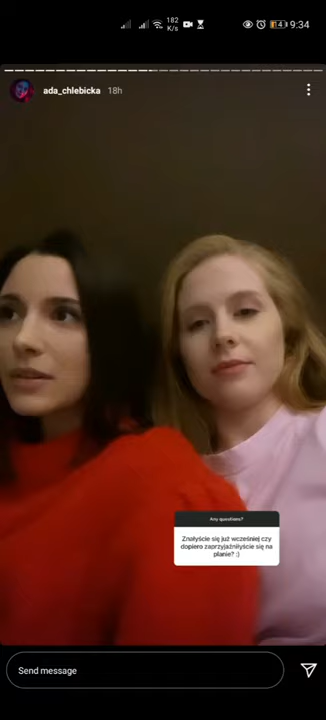 182
K/s
4
9:34
ada_chlebicka 18h
Any questions?
Znałyście się już wcześniej czy
dopiero zaprzyjaźniłyście się na
planie? :)
Send message